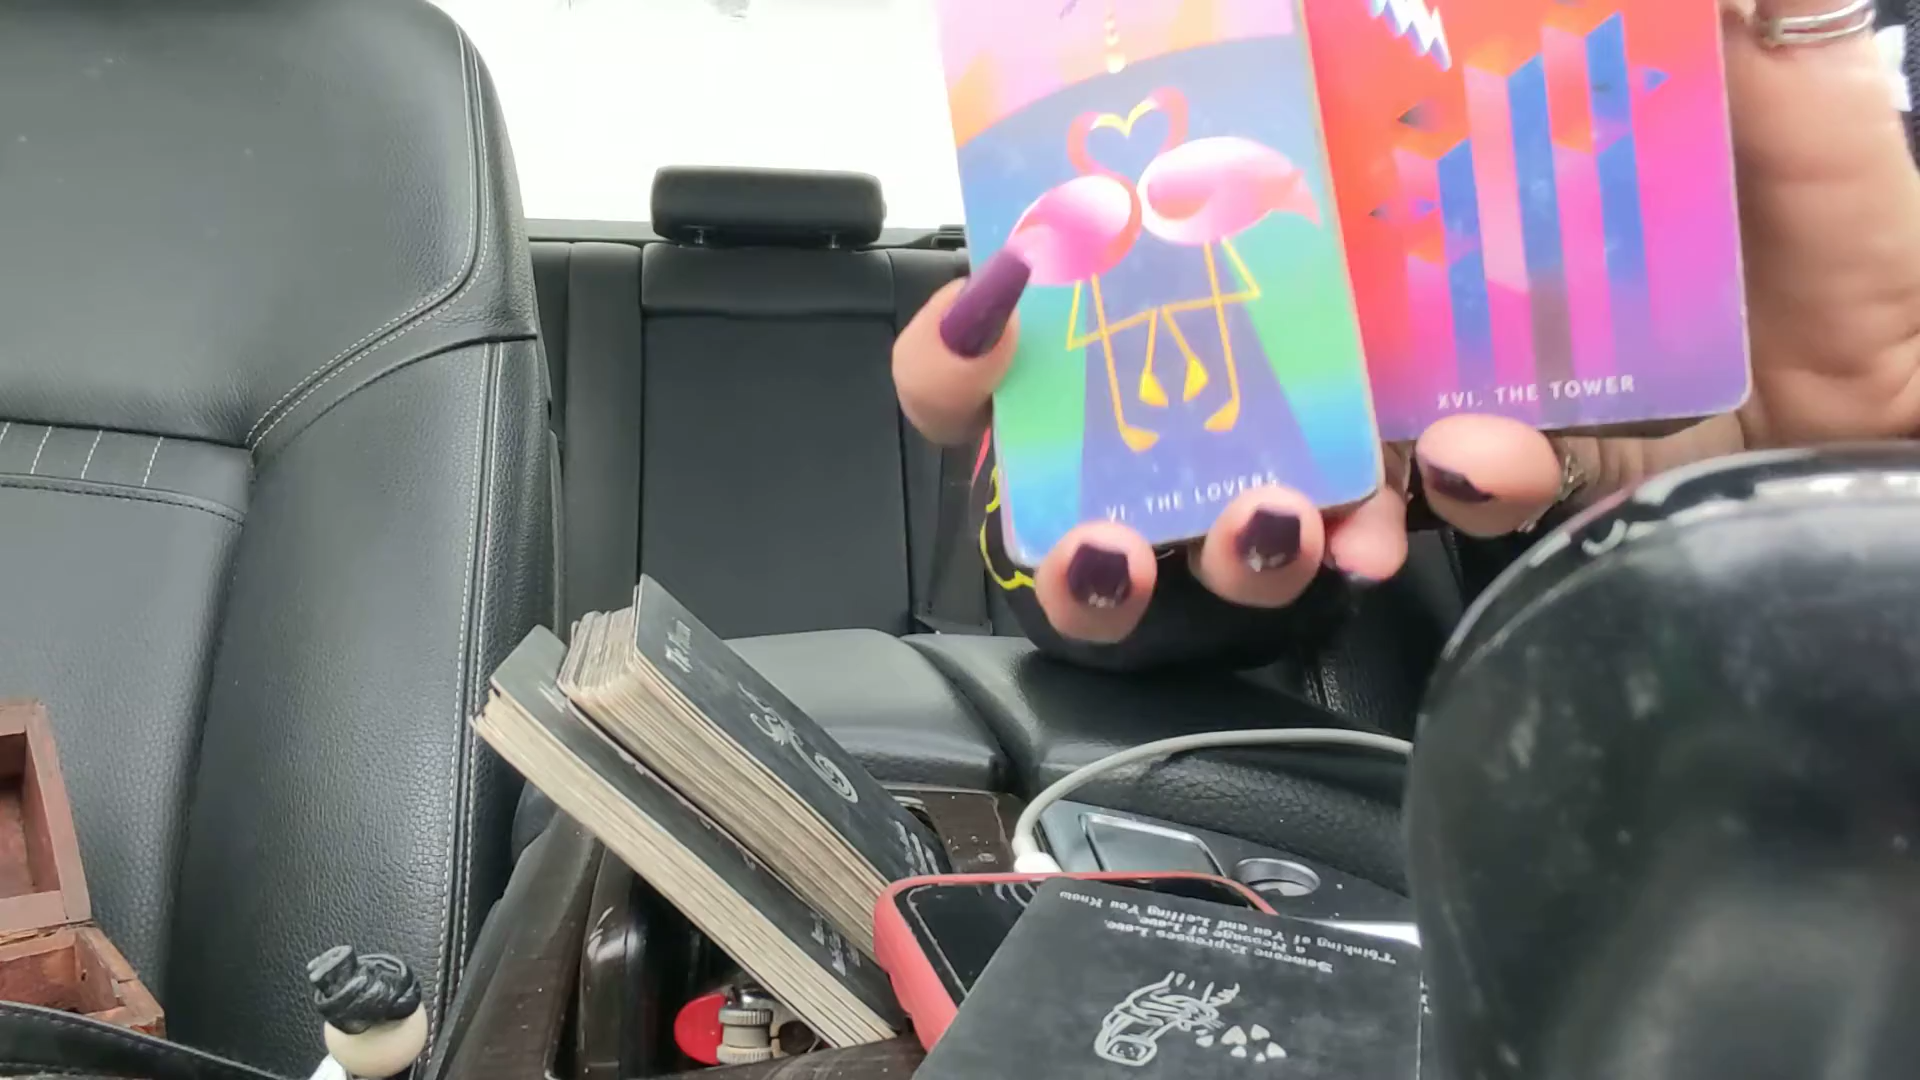 XVI. THE TOWER
VI. THE LOVERS
Someone Expresses Love,
a Message of Love,
Thinking of You and Letting You Know